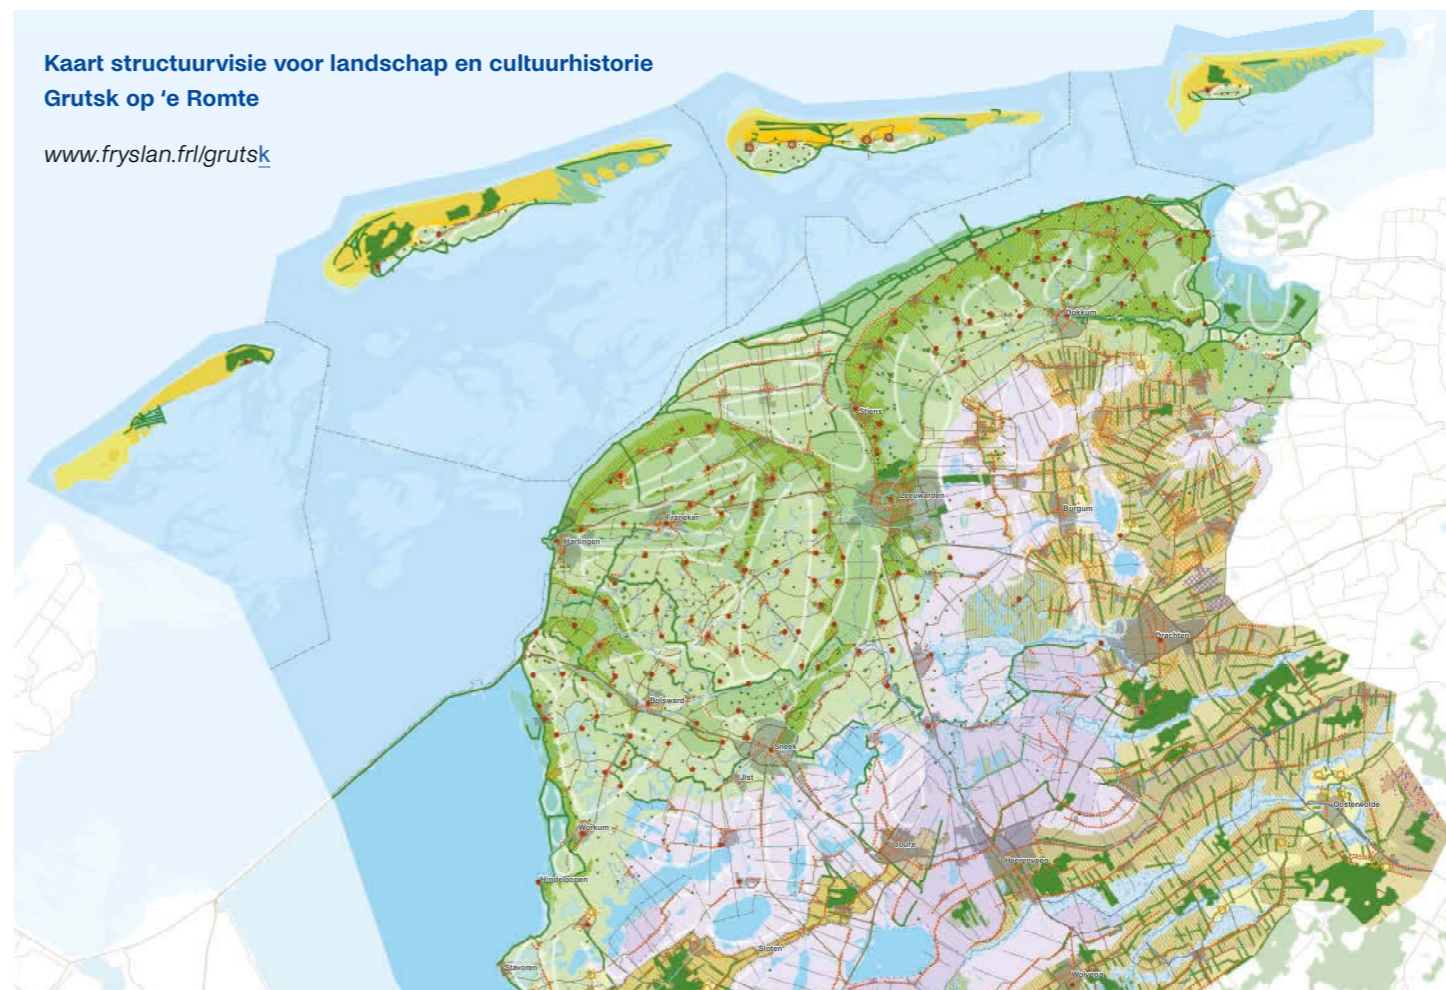 Kaart structuurvisie voor landschap en cultuurhistorie
Grutsk op ‘e Romte
www.fryslan.frl/grutsk
Dokkum
Stiens
Leeuwarden
Burgum
Franeker
Harlingen
Drachten
Bolsward
Sneek
IJlst
Oosterwolde
Workum
Joure
Heerenveen
Hindeloopen
Sloten
Stavoren
Wolvega